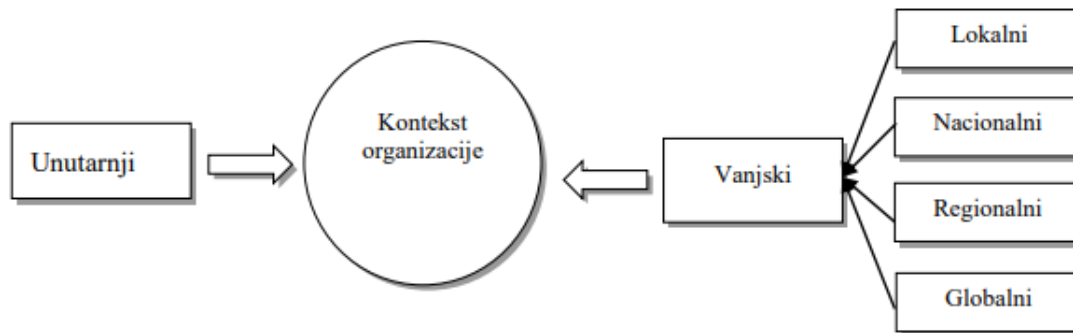 Unutarnji
Kontekst
organizacije
Vanjski
Lokalni
Nacionalni
Regionalni
Globalni